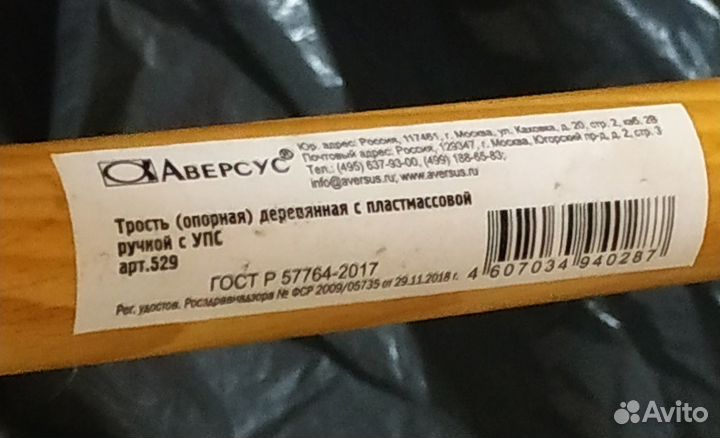 Аверсус®
Юр. адрес: Россия, 117461, г. Москва, ул. Каховка, д. 20, стр. 2, каб. 2В
Почтовый адрес: Россия, 129347, г. Москва, Югорский пр-д, д. 2, стр. 3
Тел.: (495) 637-93-00, (499) 188-65-83;
info@aversus.ru; www.aversus.ru
Трость (опорная) деревянная с пластмассовой
ручкой с УПС
арт.529
ГОСТ Р 57764-2017
Рег. удостов. Росздравнадзора № ФСР 2009/05735 от 29.11.2018 г.
4 607034 940287
Avito